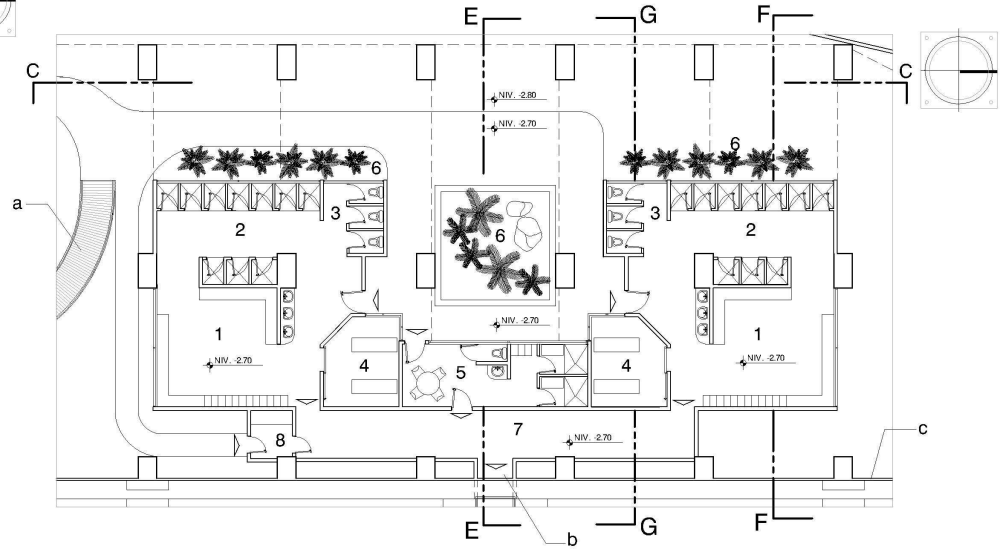 E G F
C C
NIV. -2.80
NIV. -2.70
6 6
a
3 3
2 6 2
NIV. -2.70
1 1
4 5 4
NIV. -2.70 NIV. -2.70
7 c
8 NIV. -2.70
E G F
b